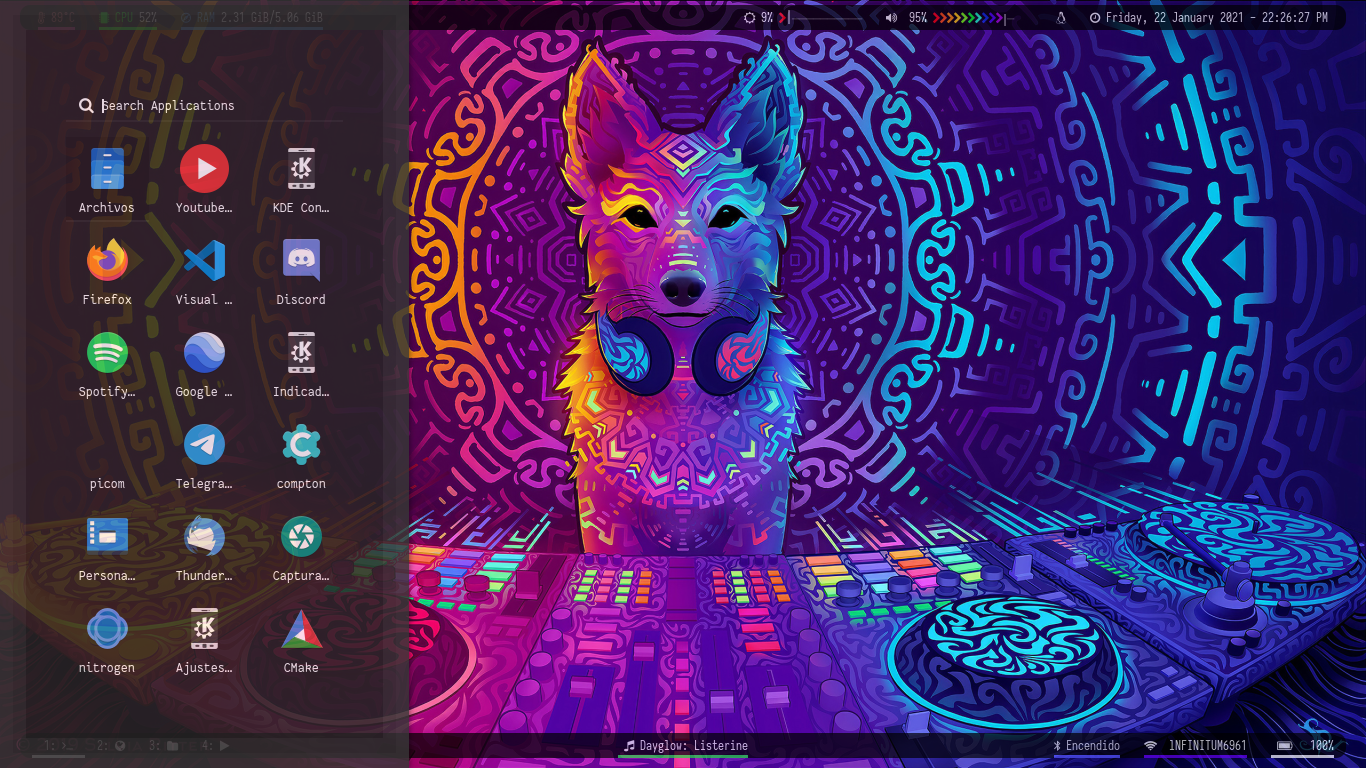 80°C CPU 52% RAM 2.31 GiB/5.06 GiB 9% 95% Friday, 22 January 2021 - 22:26:27 PM
Search Applications
Archivos Youtube… KDE Con…
Firefox Visual … Discord
Spotify… Google … Indicad…
picom Telegra… compton
Persona… Thunder… Captura…
nitrogen Ajustes… CMake
1: 2: 3: 4: Dayglow: Listerine Encendido INFINITUM6961 100%